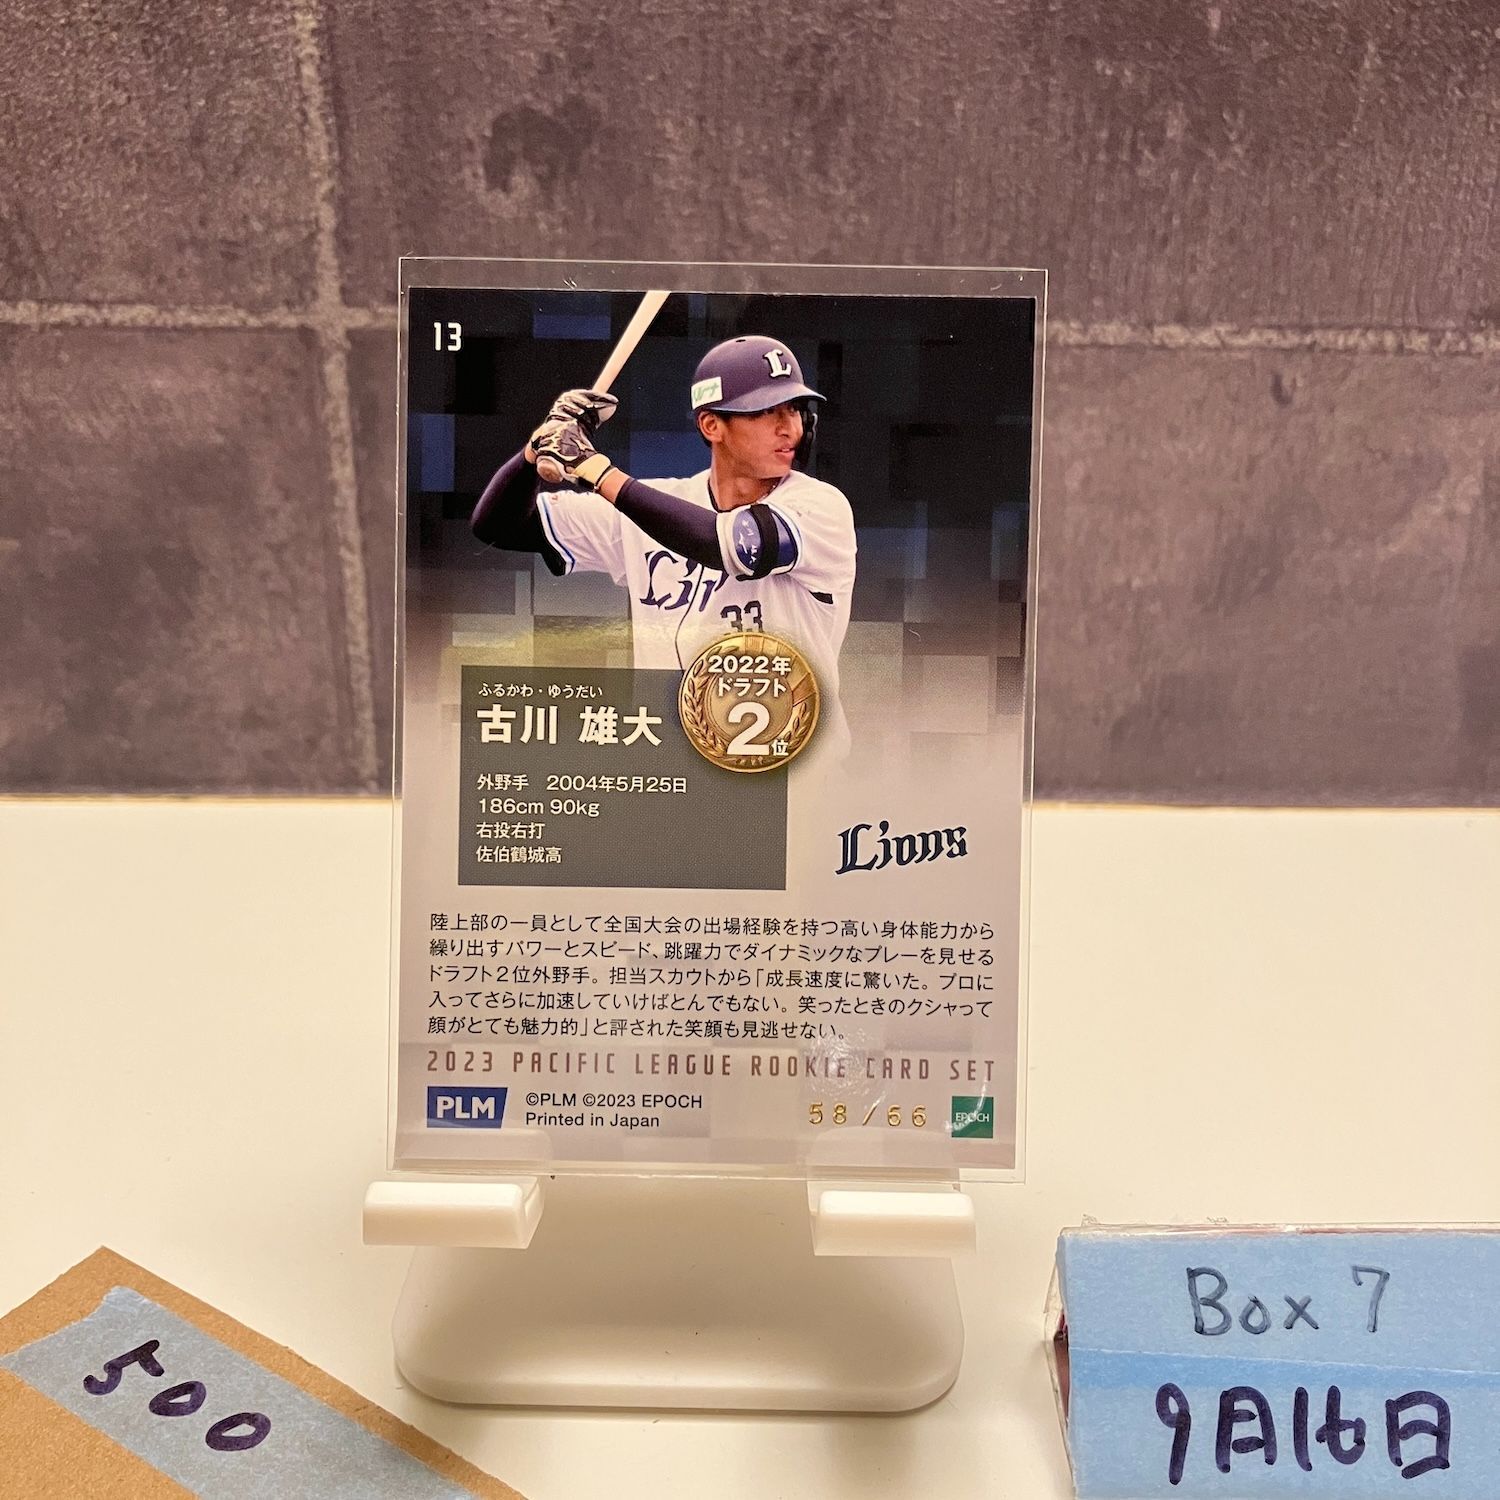 13
L
Lions
33
2022年
ドラフト
2位
ふるかわ・ゆうだい
古川 雄大
外野手 2004年5月25日
186cm 90kg
右投右打
佐伯鶴城高
Lions
陸上部の一員として全国大会の出場経験を持つ高い身体能力から
繰り出すパワーとスピード、跳躍力でダイナミックなプレーを見せる
ドラフト2位外野手。担当スカウトから「成長速度に驚いた。プロに
入ってさらに加速していけばとんでもない。笑ったときのクシャって
顔がとても魅力的」と評された笑顔も見逃せない。
2023 PACIFIC LEAGUE ROOKIE CARD SET
PLM
©PLM ©2023 EPOCH
Printed in Japan
58/66
EPOCH
500
Box 7
9月16日